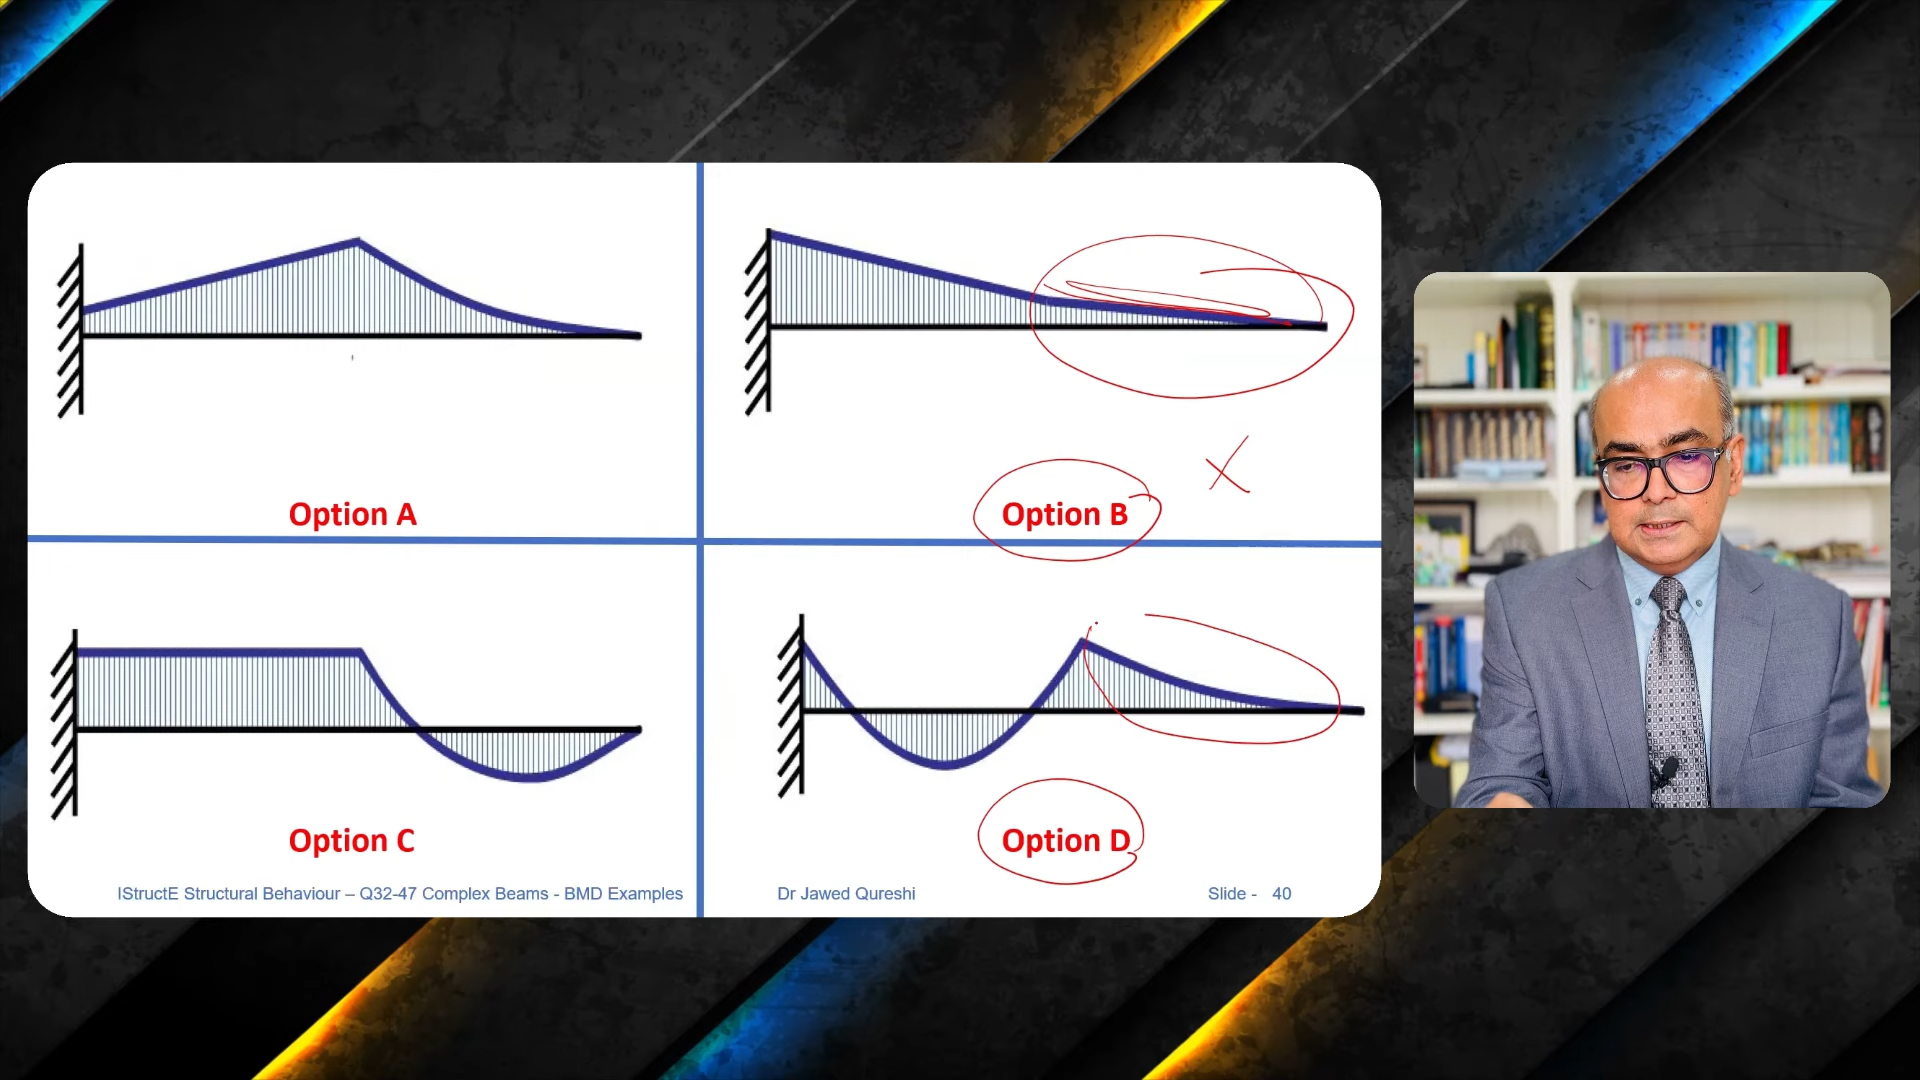 Option A
Option B
Option C
Option D
IStructE Structural Behaviour – Q32-47 Complex Beams - BMD Examples
Dr Jawed Qureshi
Slide - 40